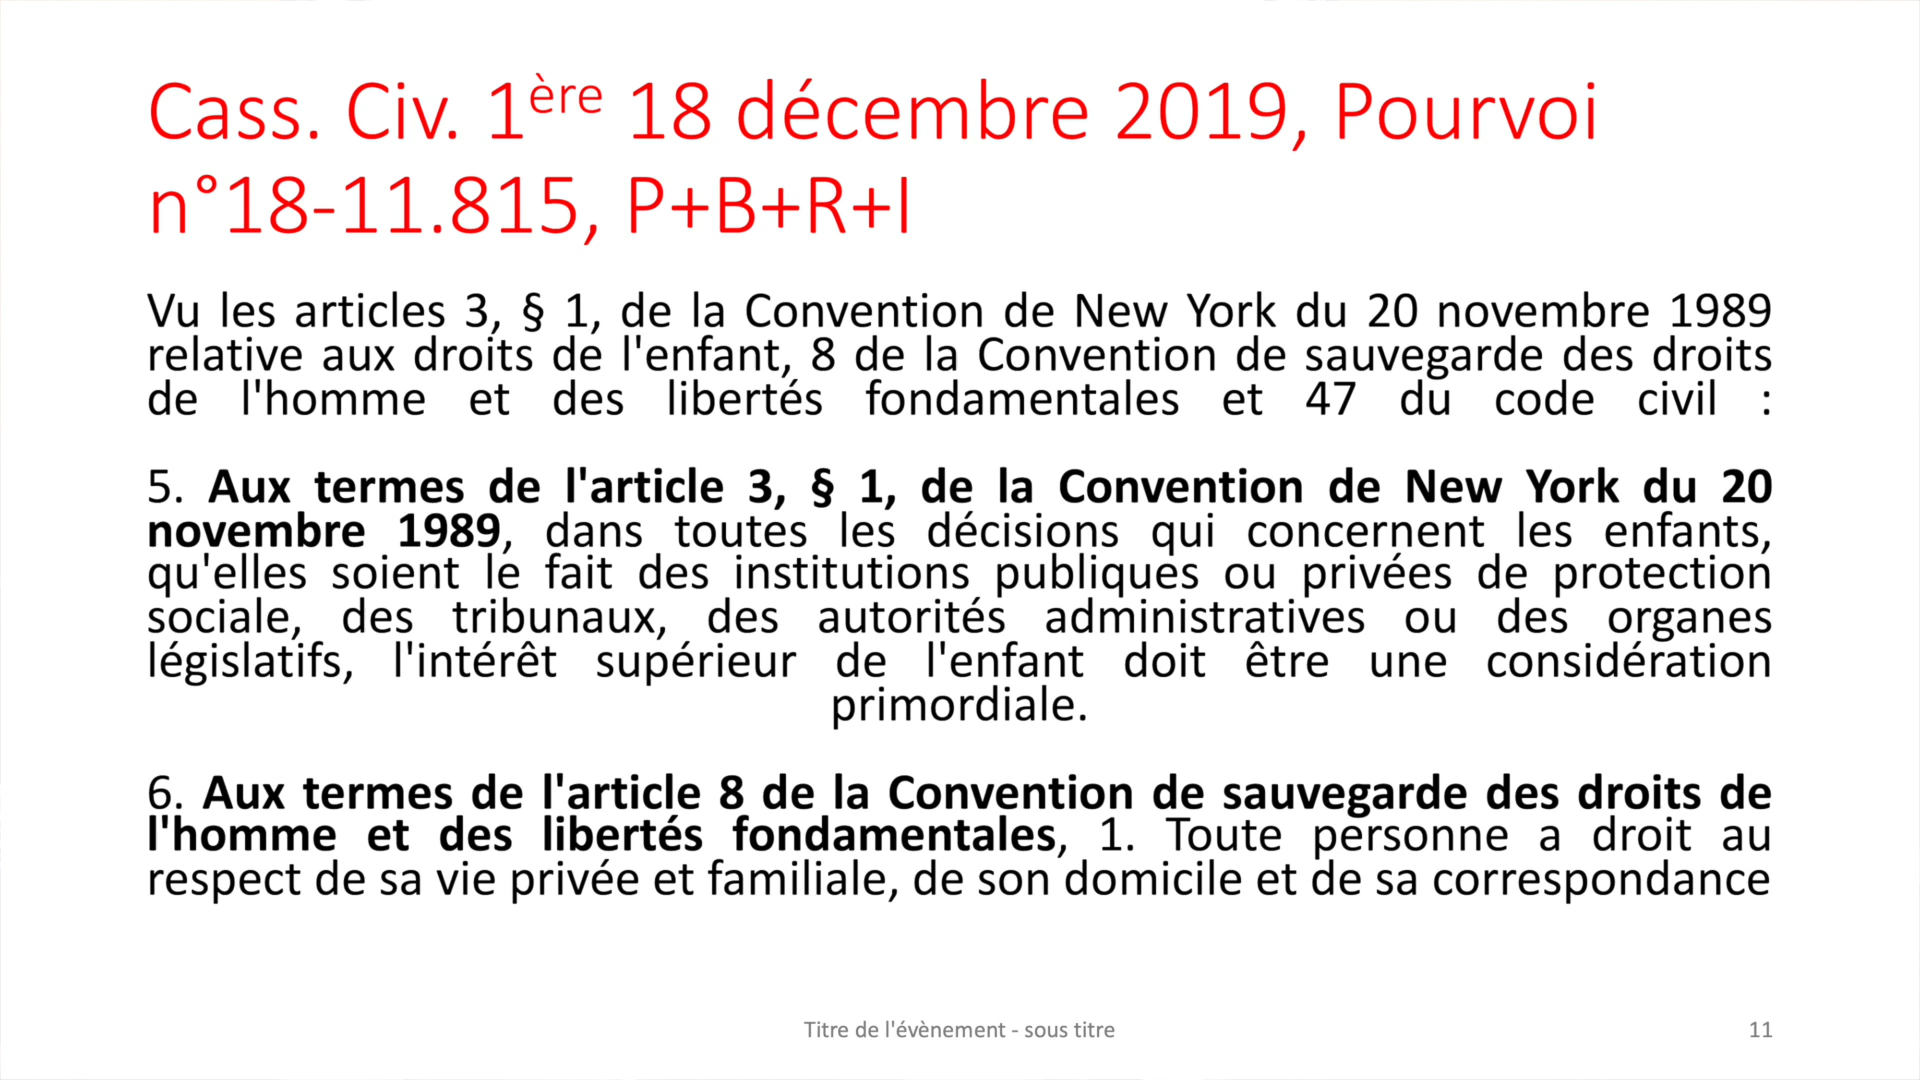 Cass. Civ. 1ère 18 décembre 2019, Pourvoi
n°18-11.815, P+B+R+I
Vu les articles 3, § 1, de la Convention de New York du 20 novembre 1989
relative aux droits de l'enfant, 8 de la Convention de sauvegarde des droits
de l'homme et des libertés fondamentales et 47 du code civil :
5. Aux termes de l'article 3, § 1, de la Convention de New York du 20
novembre 1989, dans toutes les décisions qui concernent les enfants,
qu'elles soient le fait des institutions publiques ou privées de protection
sociale, des tribunaux, des autorités administratives ou des organes
législatifs, l'intérêt supérieur de l'enfant doit être une considération
primordiale.
6. Aux termes de l'article 8 de la Convention de sauvegarde des droits de
l'homme et des libertés fondamentales, 1. Toute personne a droit au
respect de sa vie privée et familiale, de son domicile et de sa correspondance
Titre de l'évènement - sous titre
11